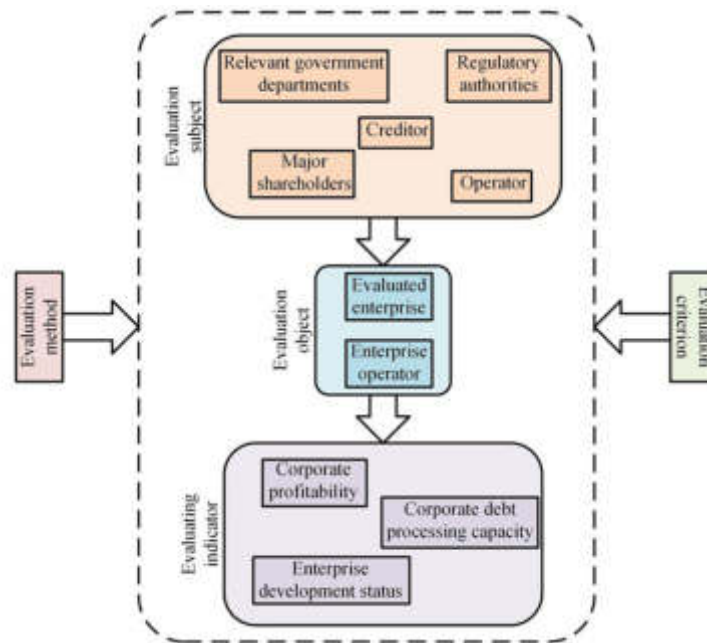 Relevant government
departments
Regulatory
authorities
Creditor
Major
shareholders
Operator
Evaluation
subject
Evaluated
enterprise
Enterprise
operator
Evaluation
object
Evaluation
method
Evaluation
criterion
Corporate
profitability
Corporate debt
processing capacity
Enterprise
development status
Evaluating
indicator